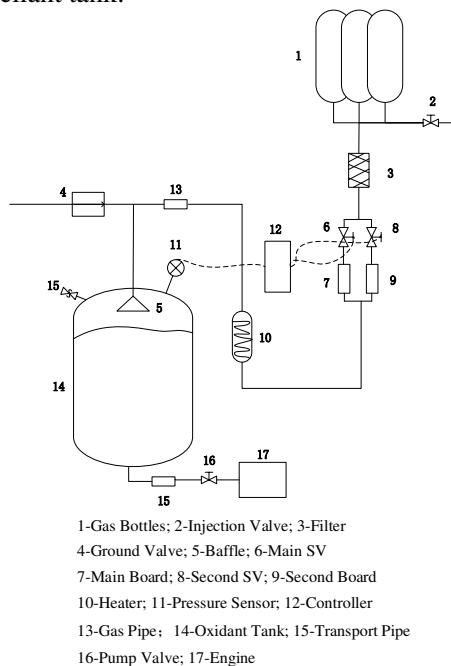 tank.
1
2
3
4
13
12
6
8
11
15
5
7
9
10
14
16
17
15
1-Gas Bottles; 2-Injection Valve; 3-Filter
4-Ground Valve; 5-Baffle; 6-Main SV
7-Main Board; 8-Second SV; 9-Second Board
10-Heater; 11-Pressure Sensor; 12-Controller
13-Gas Pipe；14-Oxidant Tank; 15-Transport Pipe
16-Pump Valve; 17-Engine